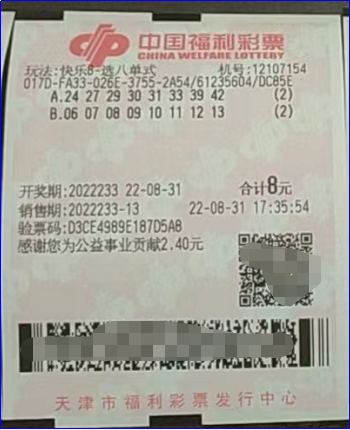 中国福利彩票
CHINA WELFARE LOTTERY
玩法:快乐8-选八单式 机号:12107154
017D-FA33-026E-3755-2A54/61235604/DC85E
A.24 27 29 30 31 33 39 42 (2)
B.06 07 08 09 10 11 12 13 (2)
开奖期:2022233 22-08-31 合计8元
销售期:2022233-13 22-08-31 17:35:54
验票码:D3CE4989E187D5A8
感谢您为公益事业贡献2.40元
天津市福利彩票发行中心